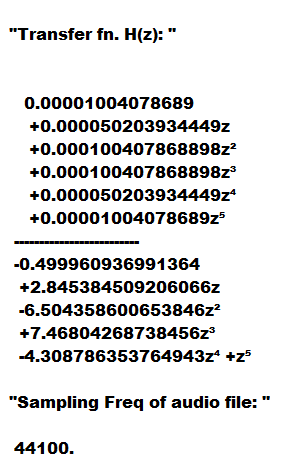 "Transfer fn. H(z): "
0.00001004078689
+0.000050203934449z
+0.000100407868898z²
+0.000100407868898z³
+0.000050203934449z⁴
+0.00001004078689z⁵
-------------------------
-0.499960936991364
+2.845384509206066z
-6.504358600653846z²
+7.46804268738456z³
-4.308786353764943z⁴ +z⁵
"Sampling Freq of audio file: "
44100.